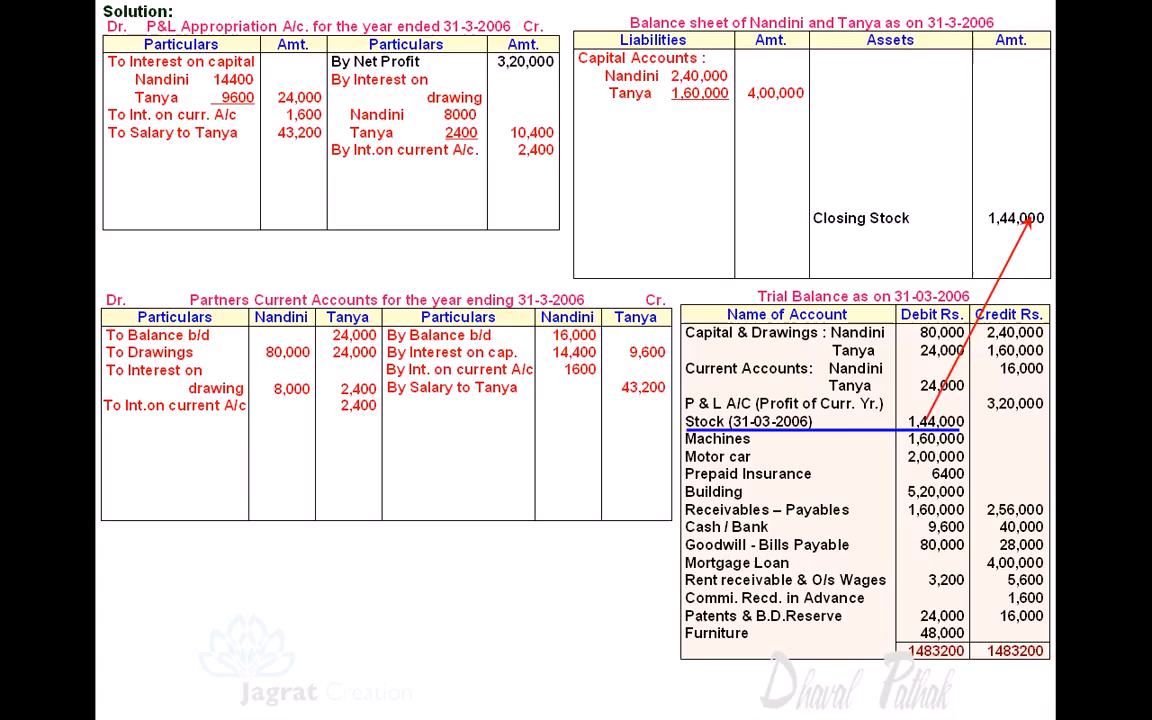 Solution:
Dr. P&L Appropriation A/c. for the year ended 31-3-2006 Cr.
Particulars Amt. Particulars Amt.
To Interest on capital By Net Profit 3,20,000
Nandini 14400 By Interest on
Tanya 9600 24,000 drawing
To Int. on curr. A/c 1,600 Nandini 8000
To Salary to Tanya 43,200 Tanya 2400 10,400
By Int.on current A/c. 2,400
Balance sheet of Nandini and Tanya as on 31-3-2006
Liabilities Amt. Assets Amt.
Capital Accounts :
Nandini 2,40,000
Tanya 1,60,000 4,00,000
Closing Stock 1,44,000
Dr. Partners Current Accounts for the year ending 31-3-2006 Cr.
Particulars Nandini Tanya Particulars Nandini Tanya
To Balance b/d 24,000 By Balance b/d 16,000
To Drawings 80,000 24,000 By Interest on cap. 14,400 9,600
To Interest on By Int. on current A/c 1600
drawing 8,000 2,400 By Salary to Tanya 43,200
To Int.on current A/c 2,400
Trial Balance as on 31-03-2006
Name of Account Debit Rs. Credit Rs.
Capital & Drawings : Nandini 80,000 2,40,000
Tanya 24,000 1,60,000
Current Accounts: Nandini 16,000
Tanya 24,000
P & L A/C (Profit of Curr. Yr.) 3,20,000
Stock (31-03-2006) 1,44,000
Machines 1,60,000
Motor car 2,00,000
Prepaid Insurance 6400
Building 5,20,000
Receivables – Payables 1,60,000 2,56,000
Cash / Bank 9,600 40,000
Goodwill - Bills Payable 80,000 28,000
Mortgage Loan 4,00,000
Rent receivable & O/s Wages 3,200 5,600
Commi. Recd. in Advance 1,600
Patents & B.D.Reserve 24,000 16,000
Furniture 48,000
1483200 1483200
Jagrat Creation
Dhaval Pathak